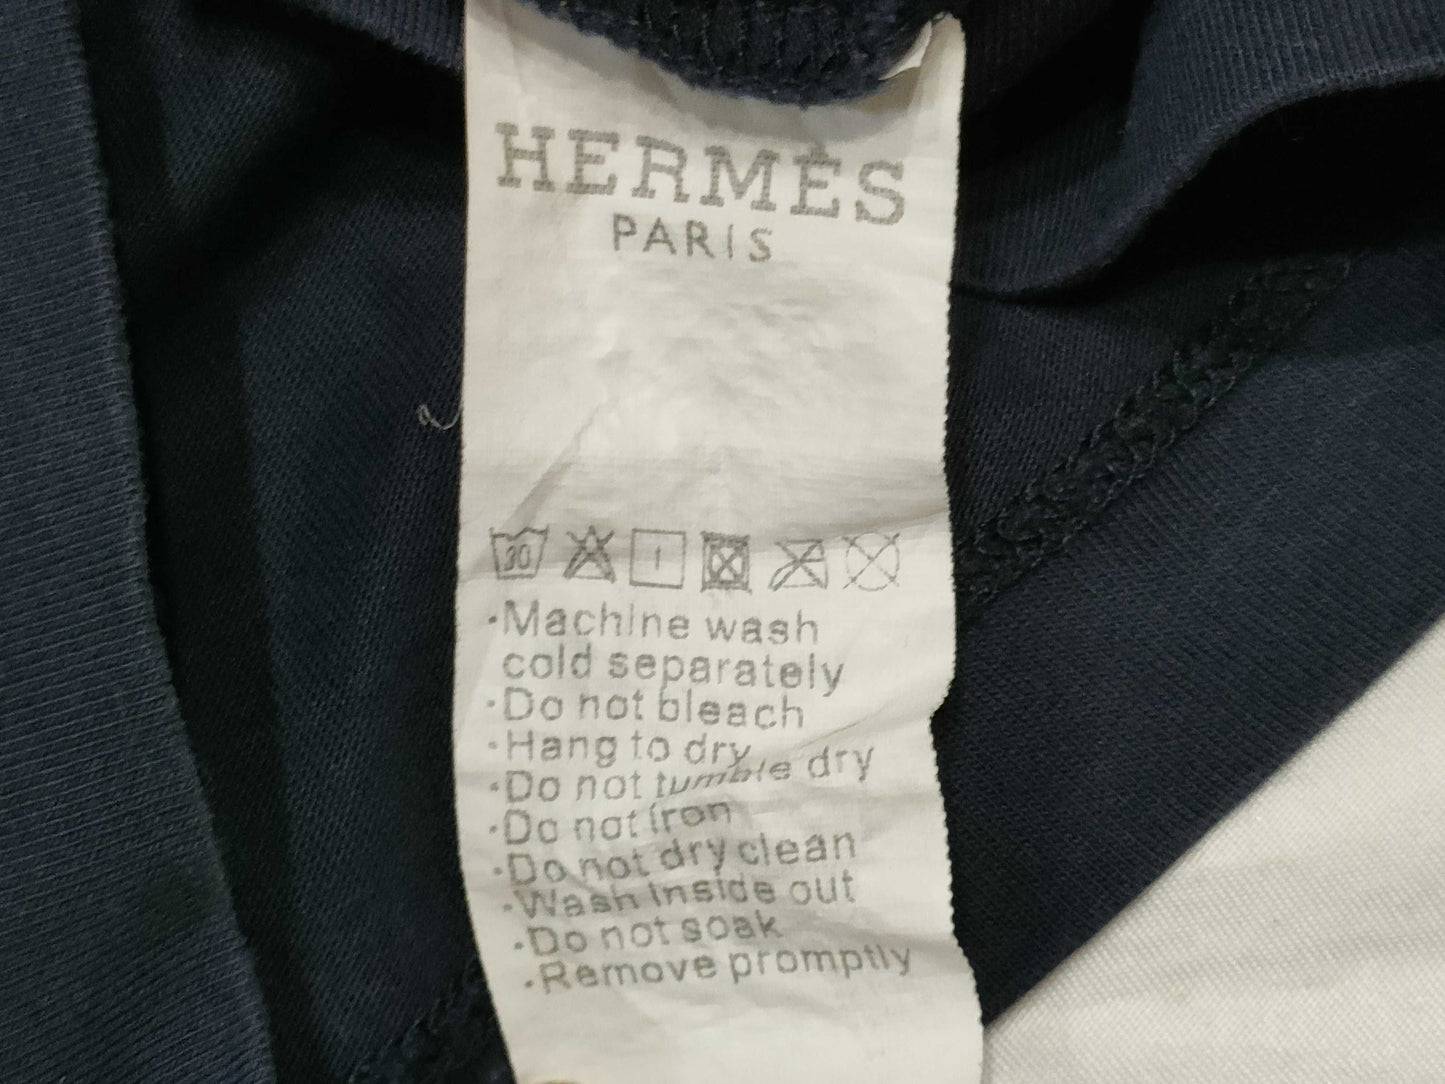 HERMÈS
PARIS
30
·Machine wash
cold separately
·Do not bleach
·Hang to dry
·Do not tumble dry
·Do not iron
·Do not dry clean
·Wash inside out
·Do not soak
·Remove promptly